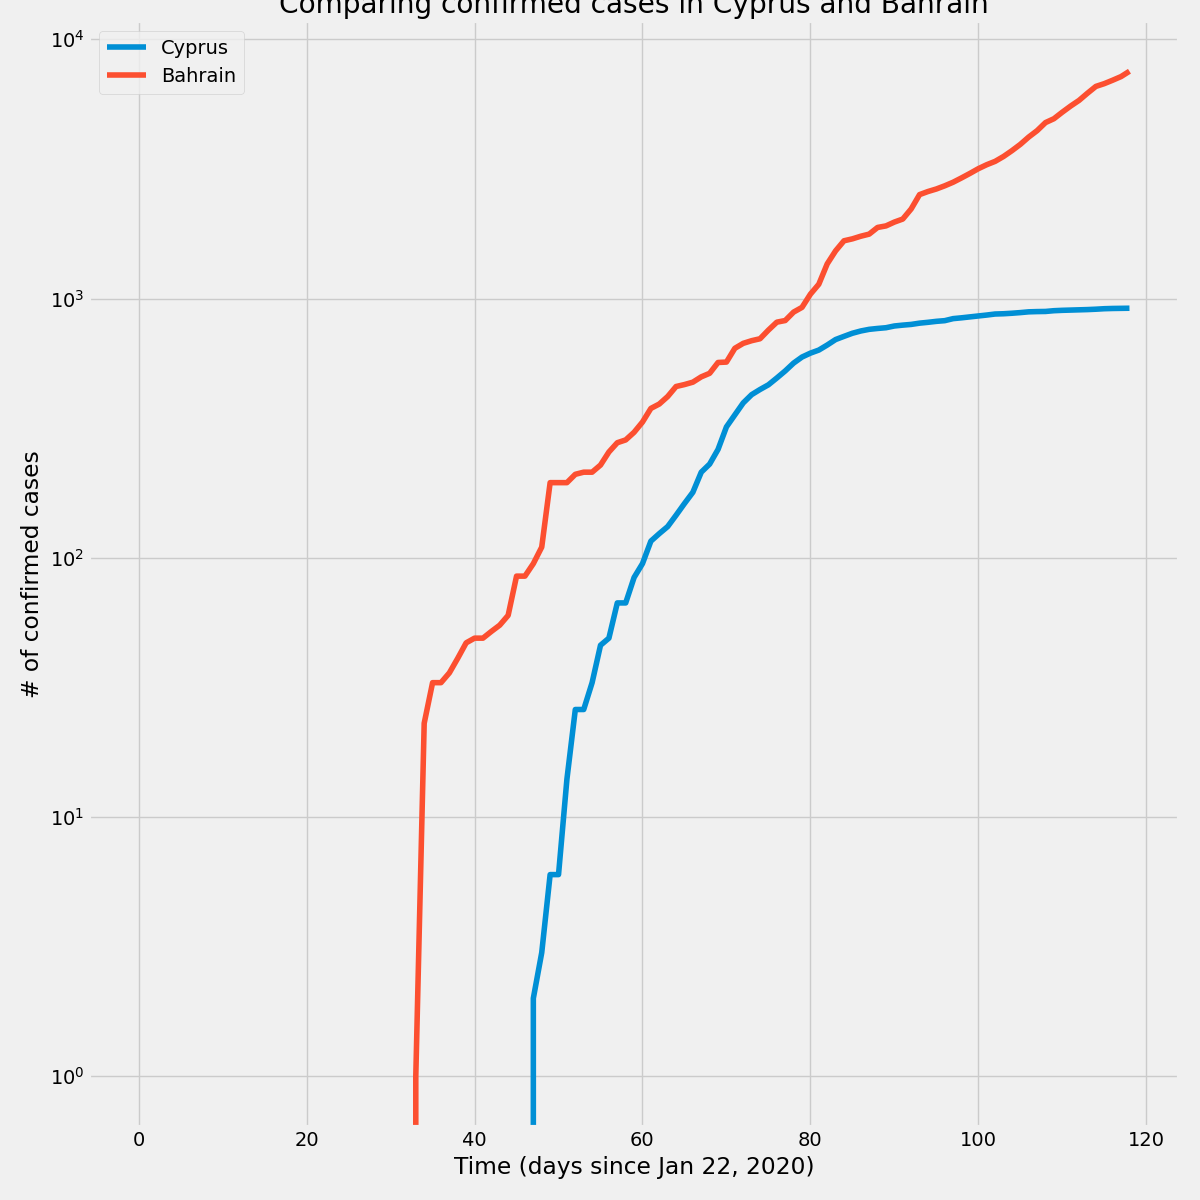 Comparing confirmed cases in Cyprus and Bahrain
Cyprus
Bahrain
10⁴
10³
10²
10¹
10⁰
# of confirmed cases
0 20 40 60 80 100 120
Time (days since Jan 22, 2020)